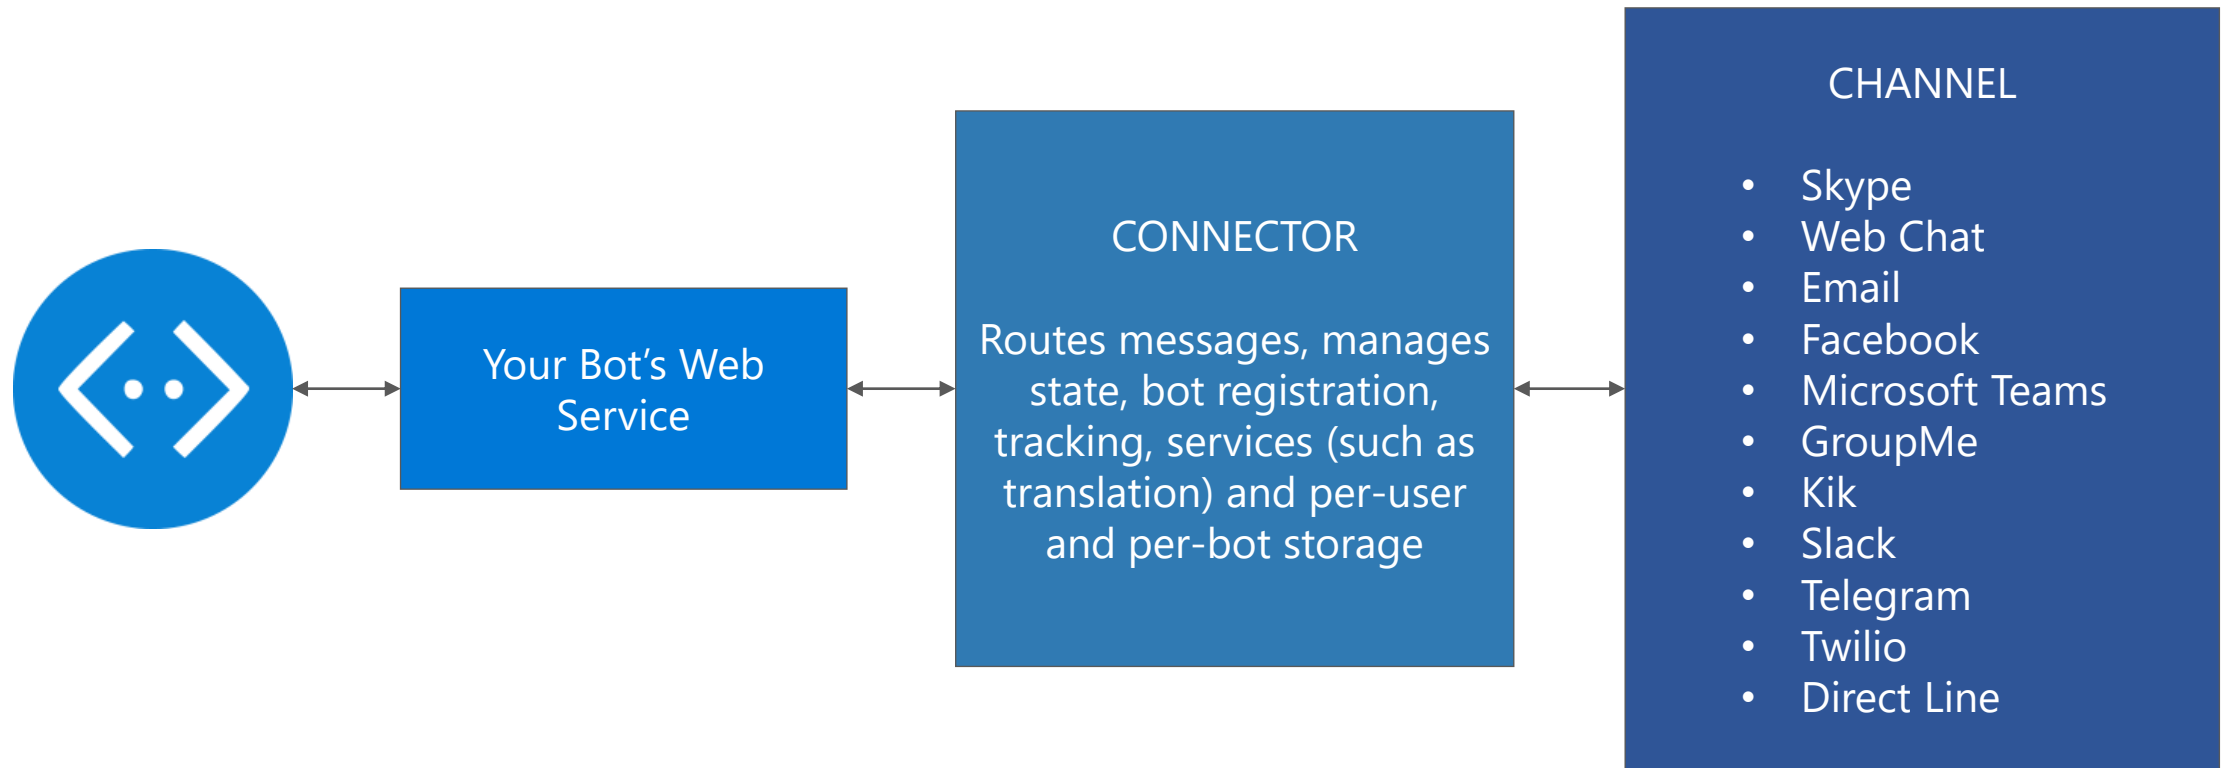 Your Bot’s Web
Service
CONNECTOR
Routes messages, manages
state, bot registration,
tracking, services (such as
translation) and per-user
and per-bot storage
CHANNEL
• Skype
• Web Chat
• Email
• Facebook
• Microsoft Teams
• GroupMe
• Kik
• Slack
• Telegram
• Twilio
• Direct Line